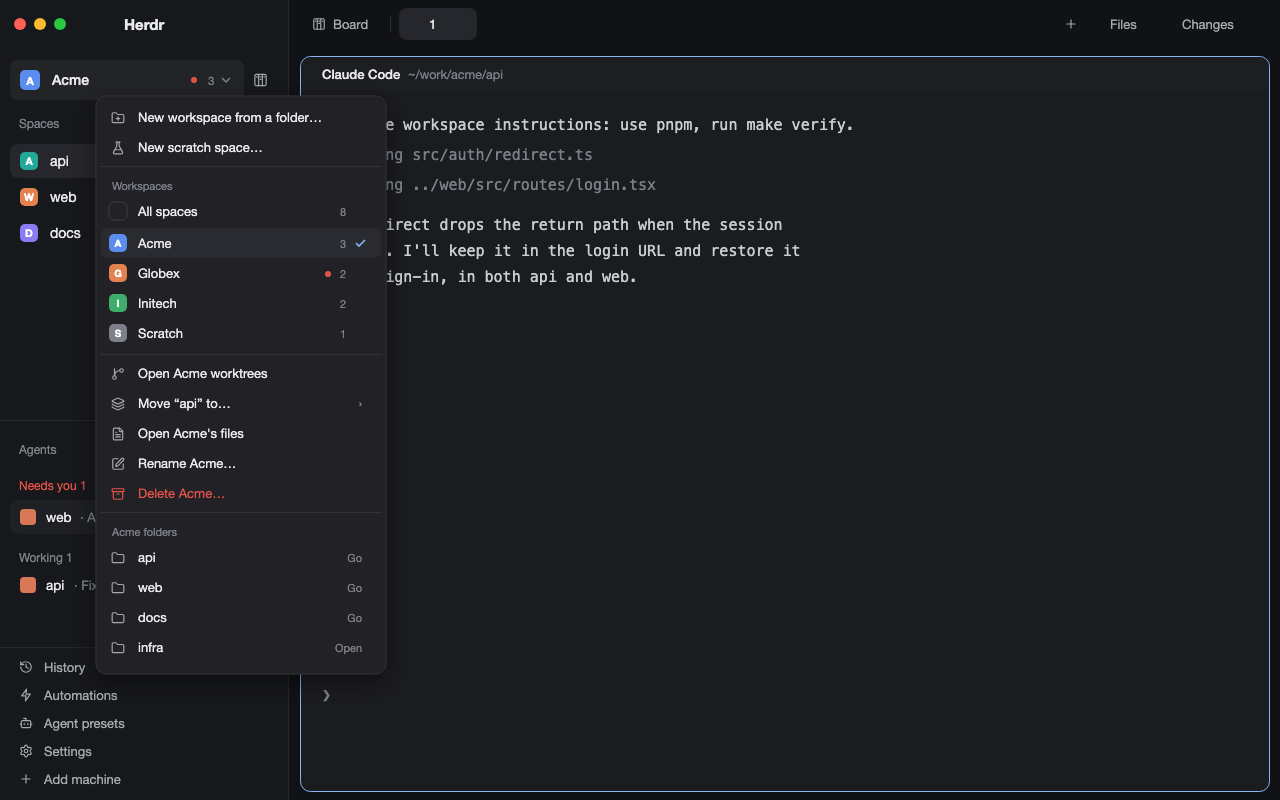 Herdr
Board
1
+
Files
Changes
A
Acme
3
Claude Code ~/work/acme/api
Spaces
A api
W web
D docs
New workspace from a folder…
New scratch space…
Workspaces
All spaces 8
A Acme 3
G Globex 2
I Initech 2
S Scratch 1
Open Acme worktrees
Move “api” to… ›
Open Acme's files
Rename Acme…
Delete Acme…
Acme folders
api Go
web Go
docs Go
infra Open
e workspace instructions: use pnpm, run make verify.
ng src/auth/redirect.ts
ng ../web/src/routes/login.tsx
irect drops the return path when the session
. I'll keep it in the login URL and restore it
ign-in, in both api and web.
❯
Agents
Needs you 1
web · A
Working 1
api · Fix
History
Automations
Agent presets
Settings
+ Add machine